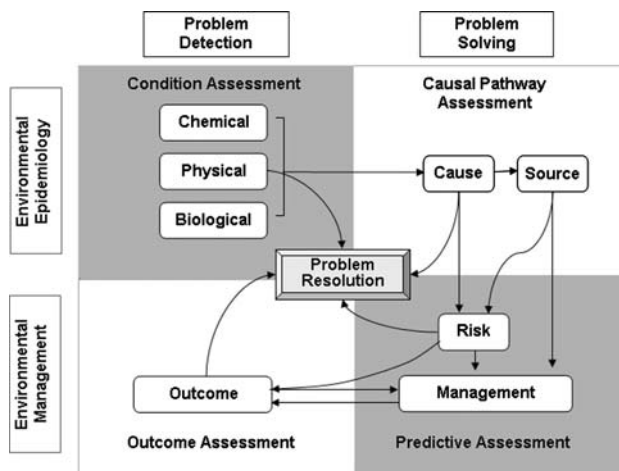 Problem
Detection
Problem
Solving
Environmental
Epidemiology
Condition Assessment
Causal Pathway
Assessment
Chemical
Physical
Biological
Cause
Source
Problem
Resolution
Environmental
Management
Risk
Outcome
Management
Outcome Assessment
Predictive Assessment